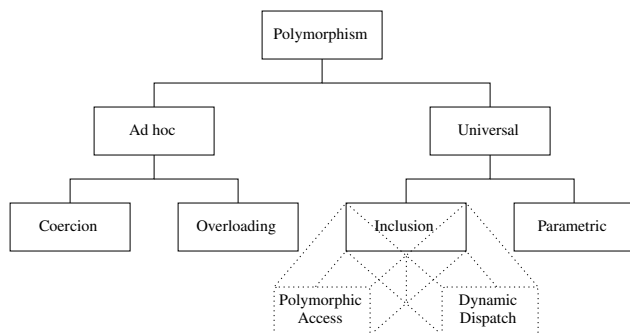 Polymorphism
Ad hoc
Universal
Coercion
Overloading
Inclusion
Parametric
Polymorphic
Access
Dynamic
Dispatch